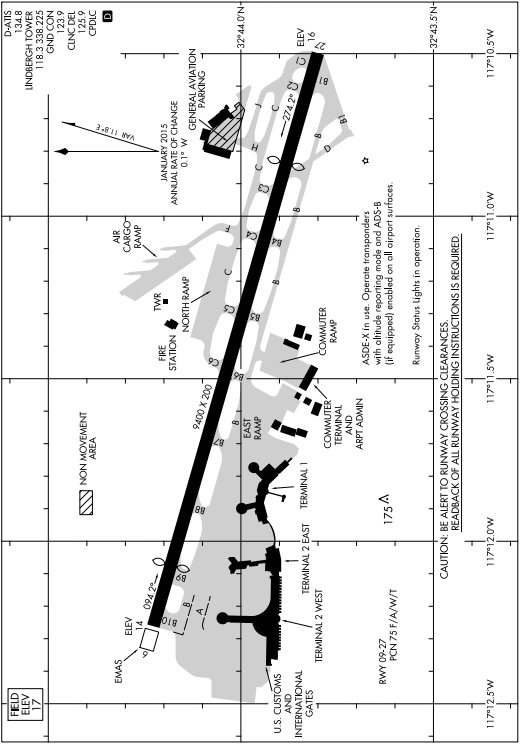 D-ATIS
134.8
LINDBERGH TOWER
118.3 338.225
GND CON
123.9
CLNC DEL
125.9
CPDLC
D
FIELD
ELEV
17
32°44.0'N
32°43.5'N
117°10.5'W
117°11.0'W
117°11.5'W
117°12.0'W
117°12.5'W
VAR 11.8°E
JANUARY 2015
ANNUAL RATE OF CHANGE
0.1° W
GENERAL AVIATION
PARKING
ELEV
16
27
C1
B1
C2
J
C
274.2°
B
B1
H
D
C
C3
B
F
C4
B4
AIR
CARGO
RAMP
TWR
FIRE
STATION
NORTH RAMP
C
C5
B5
B
C6
B6
COMMUTER
RAMP
NON MOVEMENT
AREA
9400 X 200
EAST
RAMP
B
B7
COMMUTER
TERMINAL
AND
ARPT ADMIN
B8
TERMINAL 1
175
TERMINAL 2 EAST
B9
094.2°
B10
B
A
ELEV
14
9
EMAS
TERMINAL 2 WEST
U.S. CUSTOMS
AND
INTERNATIONAL
GATES
RWY 09-27
PCN 75 F/A/W/T
ASDE-X in use. Operate transponders
with altitude reporting mode and ADS-B
(if equipped) enabled on all airport surfaces.
Runway Status Lights in operation.
CAUTION: BE ALERT TO RUNWAY CROSSING CLEARANCES.
READBACK OF ALL RUNWAY HOLDING INSTRUCTIONS IS REQUIRED.